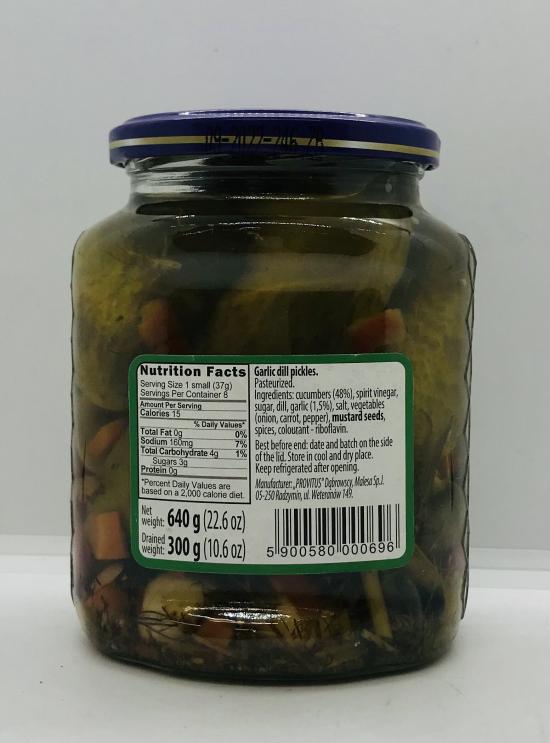 Nutrition Facts
Serving Size 1 small (37g)
Servings Per Container 8
Amount Per Serving
Calories 15
% Daily Values*
Total Fat 0g 0%
Sodium 160mg 7%
Total Carbohydrate 4g 1%
Sugars 3g
Protein 0g
*Percent Daily Values are
based on a 2,000 calorie diet.
Net
weight: 640 g (22.6 oz)
Drained
weight: 300 g (10.6 oz)
Garlic dill pickles.
Pasteurized.
Ingredients: cucumbers (48%), spirit vinegar,
sugar, dill, garlic (1,5%), salt, vegetables
(onion, carrot, pepper), mustard seeds,
spices, colourant - riboflavin.
Best before end: date and batch on the side
of the lid. Store in cool and dry place.
Keep refrigerated after opening.
Manufacturer: „PROVITUS" Dąbrowscy, Malesa Sp.J.
05-250 Radzymin, ul. Weteranów 149.
5 900580 000696